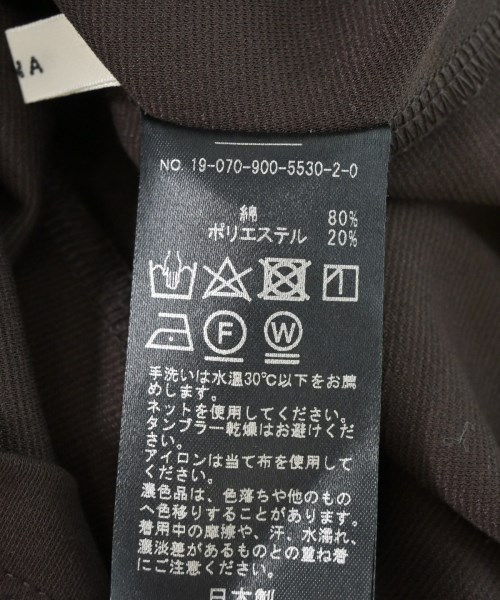 NO. 19-070-900-5530-2-0
綿 80%
ポリエステル 20%
F
W
手洗いは水温30℃以下をお薦
めします。
ネットを使用してください。
タンブラー乾燥はお避けくだ
さい。
アイロンは当て布を使用して
ください。
濃色品は、色落ちや他のもの
へ色移りすることがあります。
着用中の摩擦や、汗、水濡れ、
濃淡差があるものとの重ね着
にご注意ください。
日本製